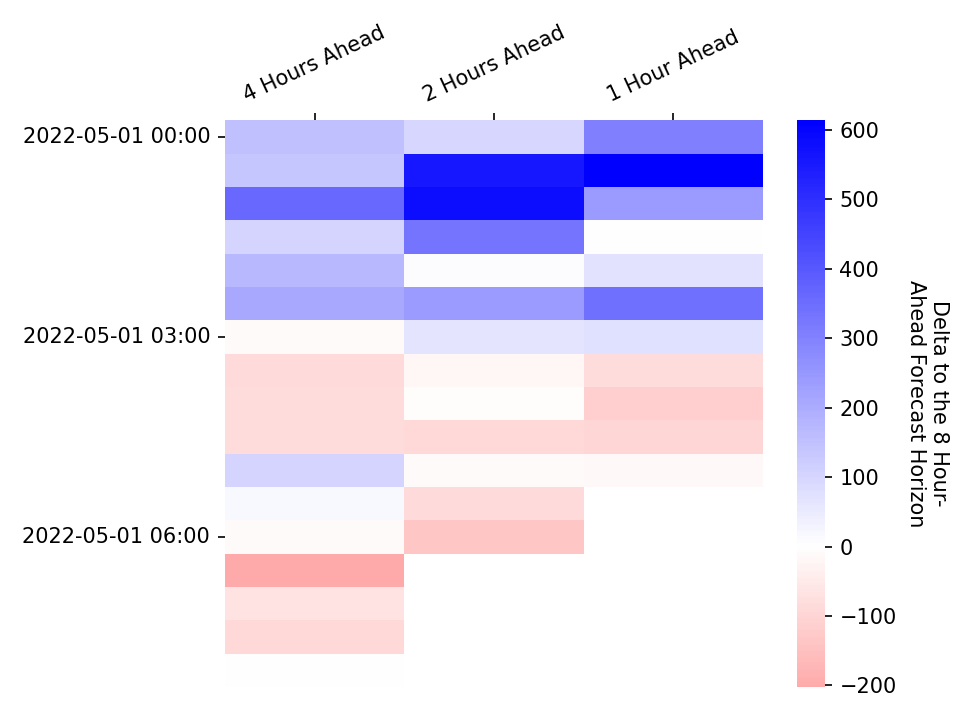 4 Hours Ahead
2 Hours Ahead
1 Hour Ahead
2022-05-01 00:00
2022-05-01 03:00
2022-05-01 06:00
600
500
400
300
200
100
0
−100
−200
Delta to the 8 Hour-
Ahead Forecast Horizon